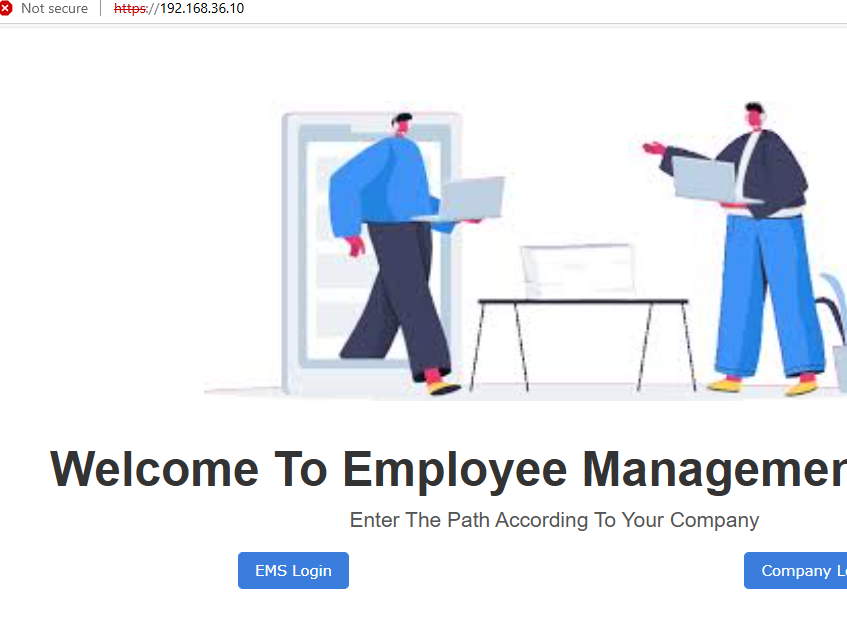 Not secure https://192.168.36.10
Welcome To Employee
Enter The Path According To Your Company
EMS Login Company